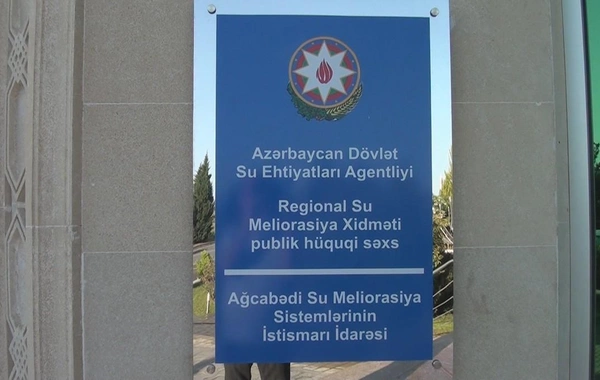 Azərbaycan Dövlət
Su Ehtiyatları Agentliyi
Regional Su
Meliorasiya Xidməti
publik hüquqi şəxs
Ağcabədi Su Meliorasiya
Sistemlərinin
İstismarı İdarəsi